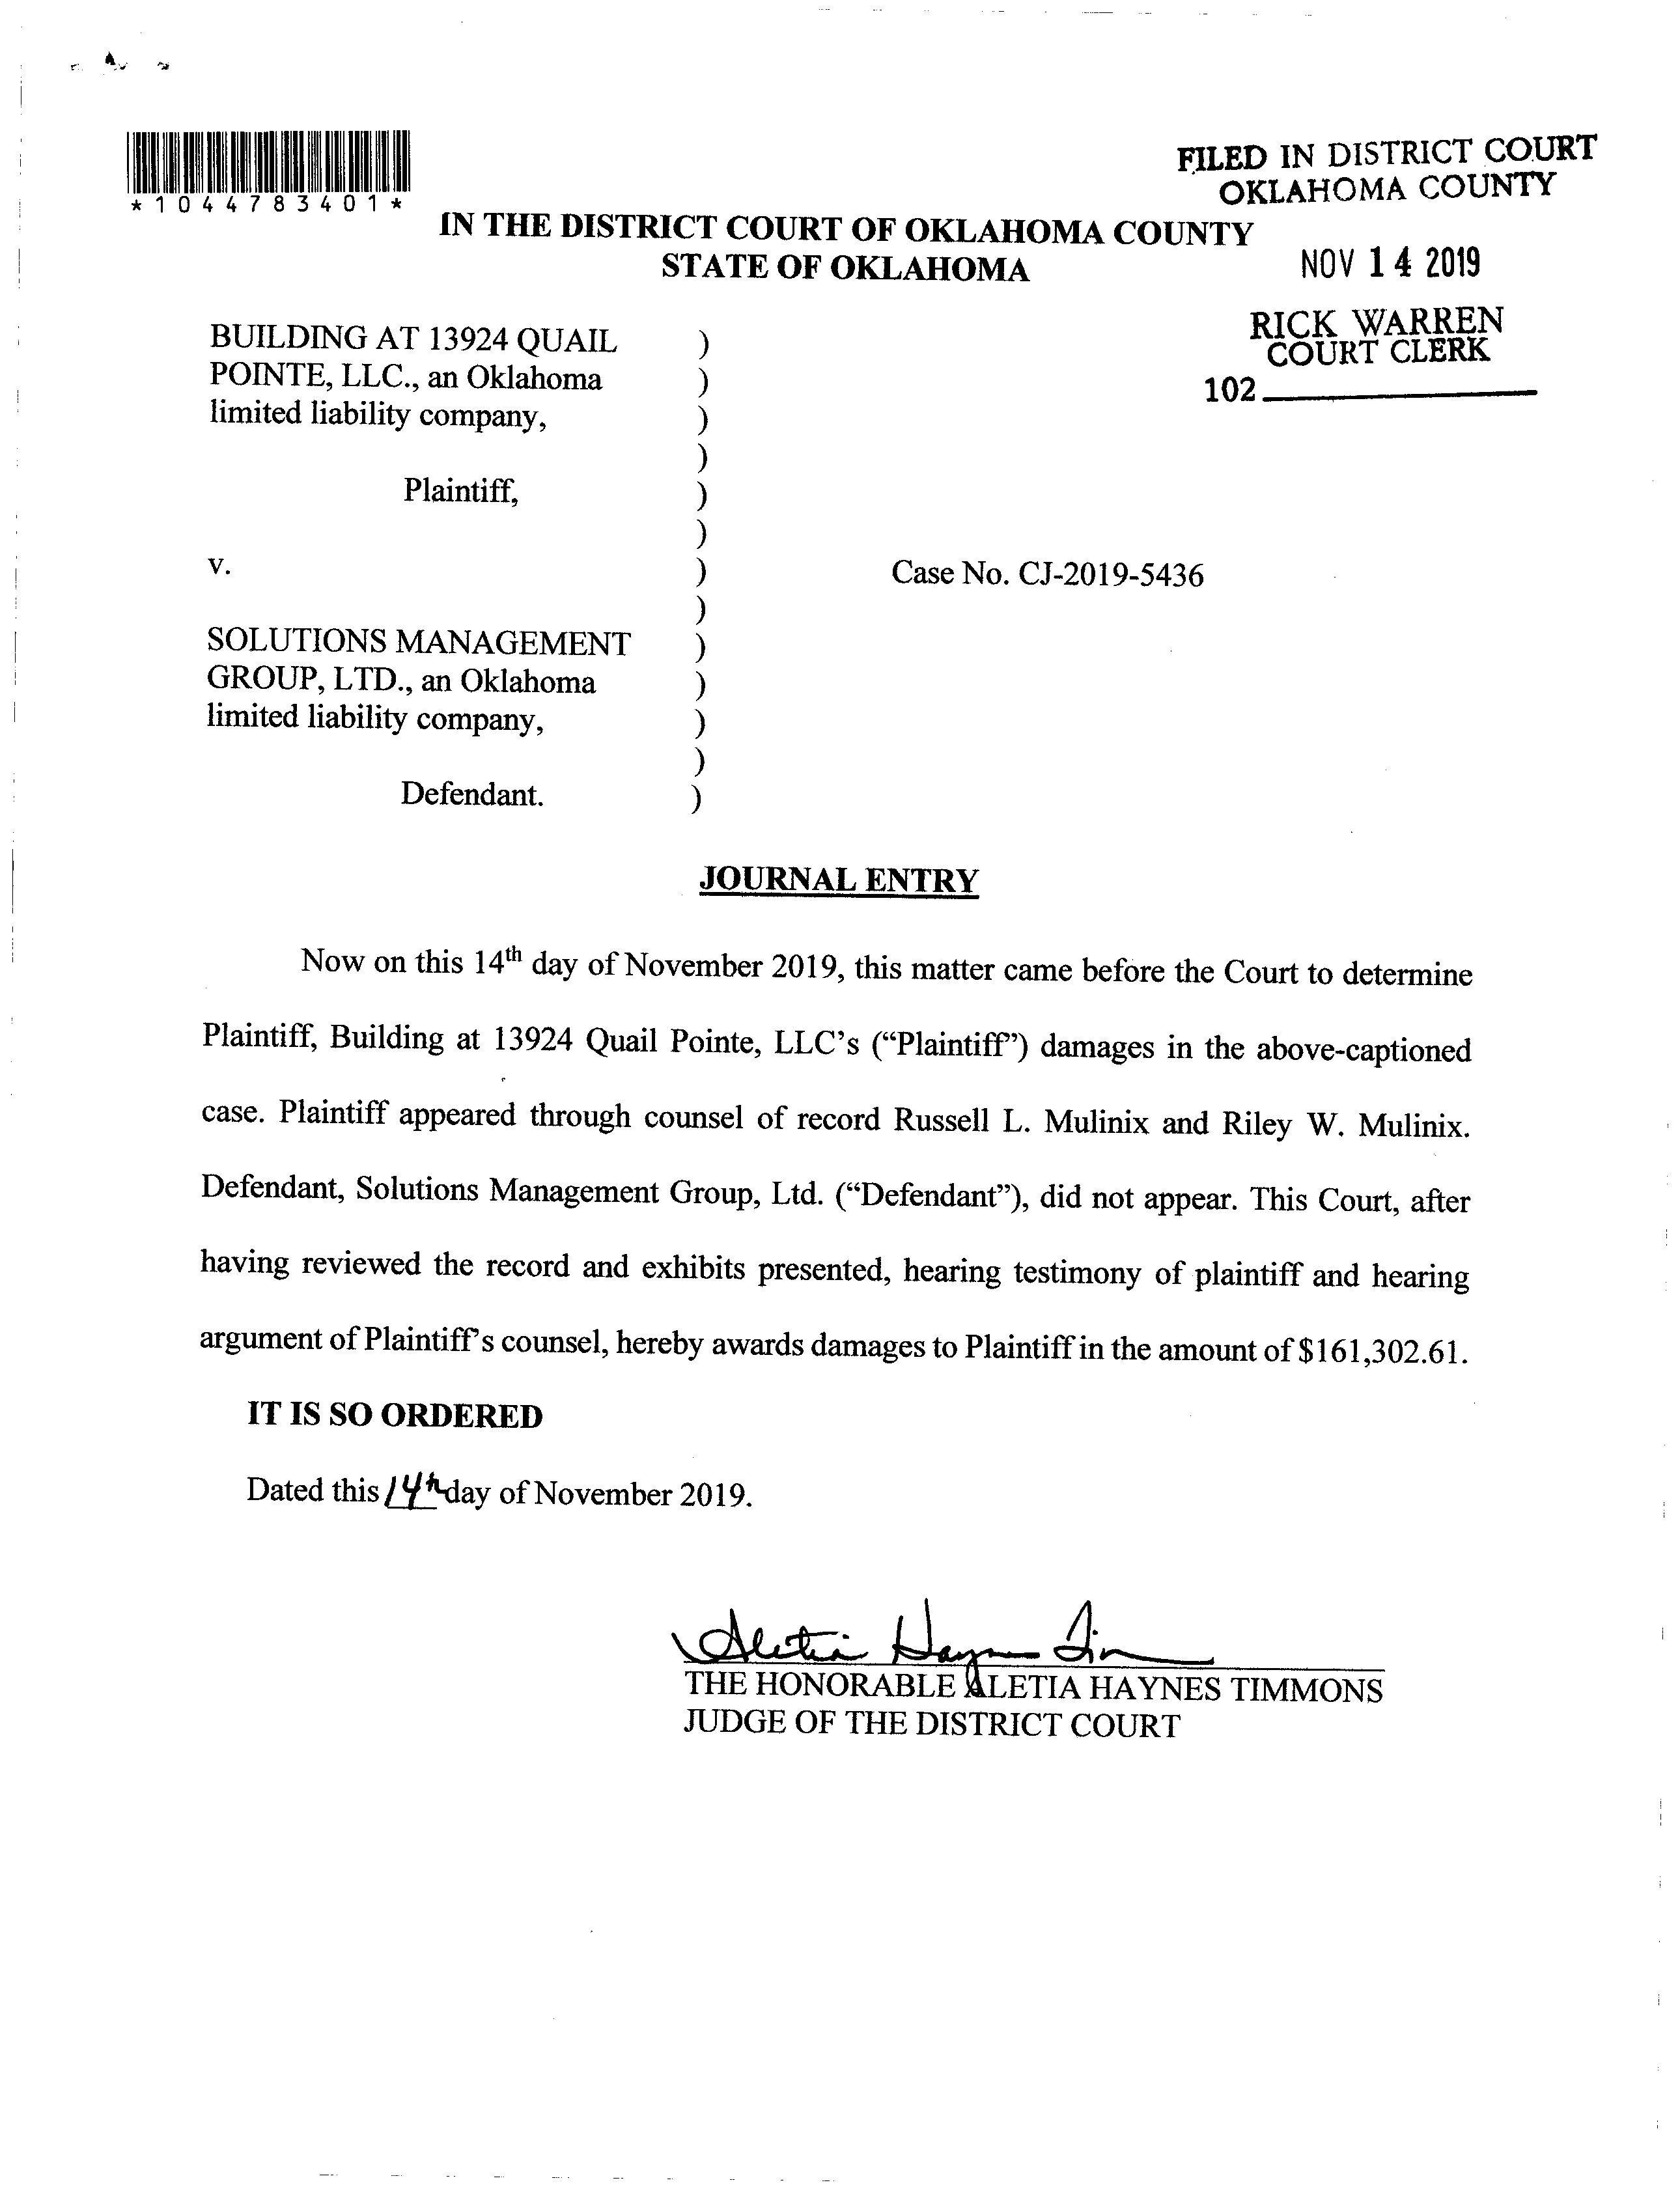 *1044783401*
FILED IN DISTRICT COURT
OKLAHOMA COUNTY
IN THE DISTRICT COURT OF OKLAHOMA COUNTY
STATE OF OKLAHOMA
NOV 14 2019
RICK WARREN
COURT CLERK
102
BUILDING AT 13924 QUAIL )
POINTE, LLC., an Oklahoma )
limited liability company, )
)
Plaintiff, )
)
v. ) Case No. CJ-2019-5436
)
SOLUTIONS MANAGEMENT )
GROUP, LTD., an Oklahoma )
limited liability company, )
)
Defendant. )
JOURNAL ENTRY
Now on this 14th day of November 2019, this matter came before the Court to determine
Plaintiff, Building at 13924 Quail Pointe, LLC's (“Plaintiff”) damages in the above-captioned
case. Plaintiff appeared through counsel of record Russell L. Mulinix and Riley W. Mulinix.
Defendant, Solutions Management Group, Ltd. (“Defendant”), did not appear. This Court, after
having reviewed the record and exhibits presented, hearing testimony of plaintiff and hearing
argument of Plaintiff's counsel, hereby awards damages to Plaintiff in the amount of $161,302.61.
IT IS SO ORDERED
Dated this 14th day of November 2019.
Aletia Haynes Tim
THE HONORABLE ALETIA HAYNES TIMMONS
JUDGE OF THE DISTRICT COURT